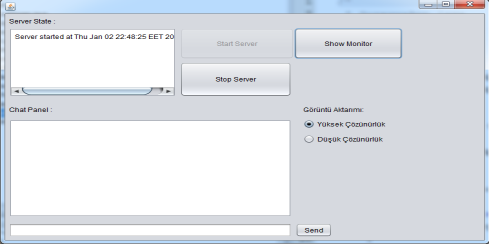 Server State :
Server started at Thu Jan 02 22:48:25 EET 20
Start Server
Show Monitor
Stop Server
Chat Panel :
Görüntü Aktarımı:
Yüksek Çözünürlük
Düşük Çözünürlük
Send